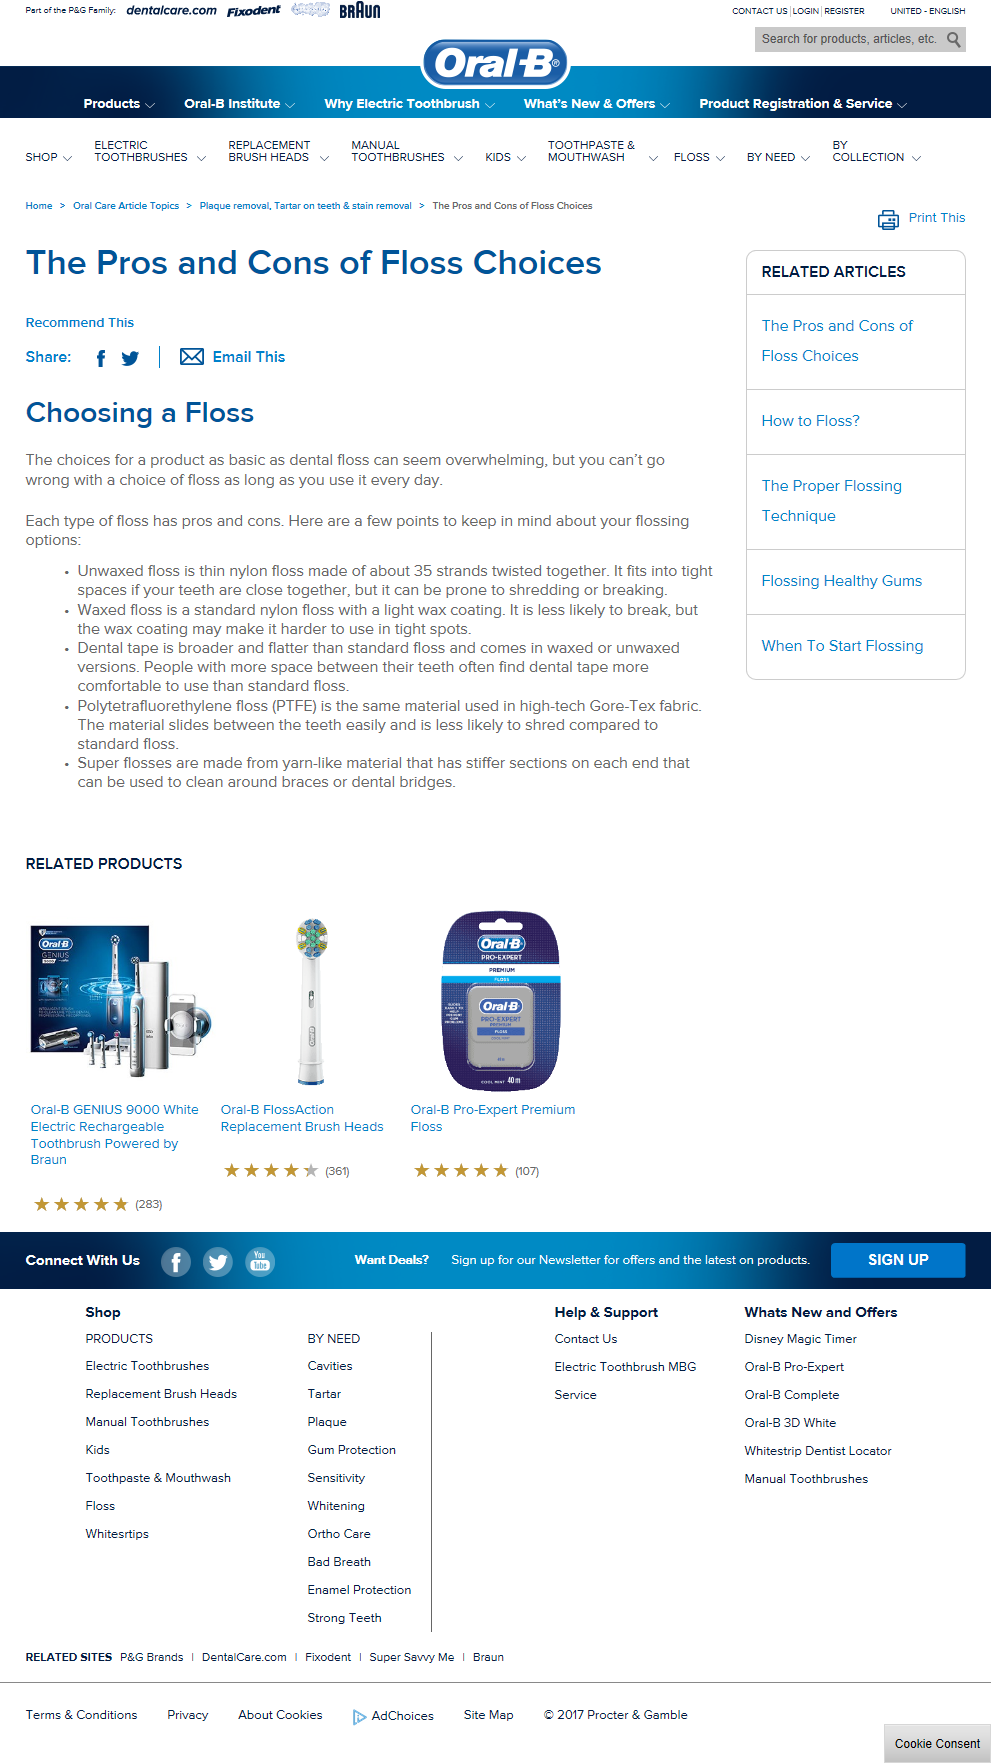 Part of the P&G Family: dentalcare.com Fixodent BRAUN
CONTACT US | LOGIN | REGISTER UNITED - ENGLISH
Search for products, articles, etc.
Oral-B®
Products Oral-B Institute Why Electric Toothbrush What's New & Offers Product Registration & Service
SHOP ELECTRIC TOOTHBRUSHES REPLACEMENT BRUSH HEADS MANUAL TOOTHBRUSHES KIDS TOOTHPASTE & MOUTHWASH FLOSS BY NEED BY COLLECTION
Home > Oral Care Article Topics > Plaque removal, Tartar on teeth & stain removal > The Pros and Cons of Floss Choices
Print This
The Pros and Cons of Floss Choices
Recommend This
Share: Email This
Choosing a Floss
The choices for a product as basic as dental floss can seem overwhelming, but you can't go
wrong with a choice of floss as long as you use it every day.
Each type of floss has pros and cons. Here are a few points to keep in mind about your flossing
options:
• Unwaxed floss is thin nylon floss made of about 35 strands twisted together. It fits into tight
spaces if your teeth are close together, but it can be prone to shredding or breaking.
• Waxed floss is a standard nylon floss with a light wax coating. It is less likely to break, but
the wax coating may make it harder to use in tight spots.
• Dental tape is broader and flatter than standard floss and comes in waxed or unwaxed
versions. People with more space between their teeth often find dental tape more
comfortable to use than standard floss.
• Polytetrafluorethylene floss (PTFE) is the same material used in high-tech Gore-Tex fabric.
The material slides between the teeth easily and is less likely to shred compared to
standard floss.
• Super flosses are made from yarn-like material that has stiffer sections on each end that
can be used to clean around braces or dental bridges.
RELATED ARTICLES
The Pros and Cons of
Floss Choices
How to Floss?
The Proper Flossing
Technique
Flossing Healthy Gums
When To Start Flossing
RELATED PRODUCTS
Oral-B
GENIUS
Oral-B
PRO-EXPERT
PREMIUM
FLOSS
Oral-B
PRO-EXPERT
PREMIUM
FLOSS
COOL MINT
COOL MINT 40 m
Oral-B GENIUS 9000 White
Electric Rechargeable
Toothbrush Powered by
Braun
(283)
Oral-B FlossAction
Replacement Brush Heads
(361)
Oral-B Pro-Expert Premium
Floss
(107)
Connect With Us You Tube Want Deals? Sign up for our Newsletter for offers and the latest on products. SIGN UP
Shop
PRODUCTS
Electric Toothbrushes
Replacement Brush Heads
Manual Toothbrushes
Kids
Toothpaste & Mouthwash
Floss
Whitesrtips
BY NEED
Cavities
Tartar
Plaque
Gum Protection
Sensitivity
Whitening
Ortho Care
Bad Breath
Enamel Protection
Strong Teeth
Help & Support
Contact Us
Electric Toothbrush MBG
Service
Whats New and Offers
Disney Magic Timer
Oral-B Pro-Expert
Oral-B Complete
Oral-B 3D White
Whitestrip Dentist Locator
Manual Toothbrushes
RELATED SITES P&G Brands | DentalCare.com | Fixodent | Super Savvy Me | Braun
Terms & Conditions Privacy About Cookies AdChoices Site Map © 2017 Procter & Gamble
Cookie Consent